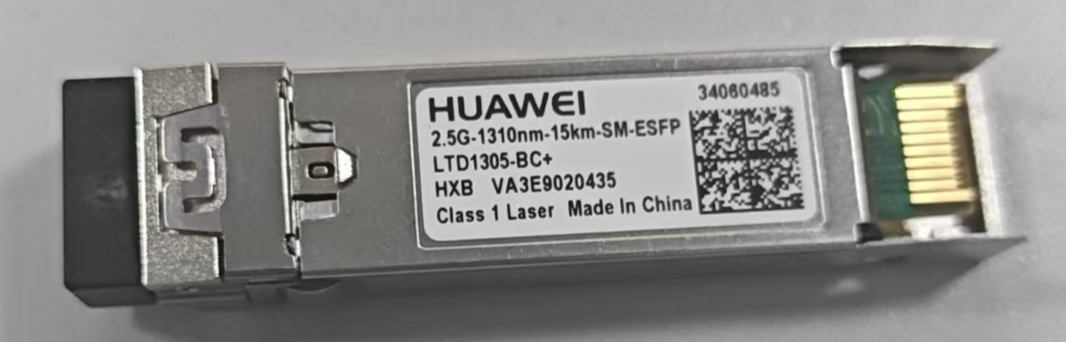 HUAWEI
34060485
2.5G-1310nm-15km-SM-ESFP
LTD1305-BC+
HXB VA3E9020435
Class 1 Laser Made In China